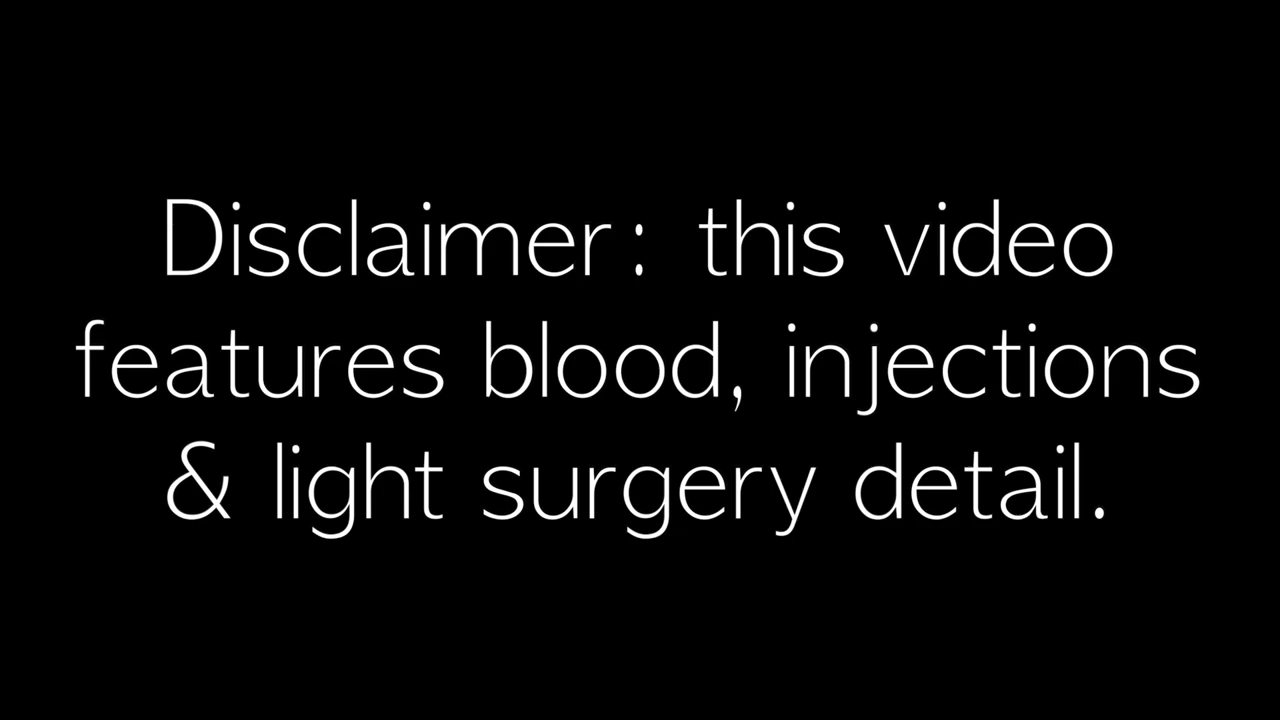 Disclaimer: this video
features blood, injections
& light surgery detail.